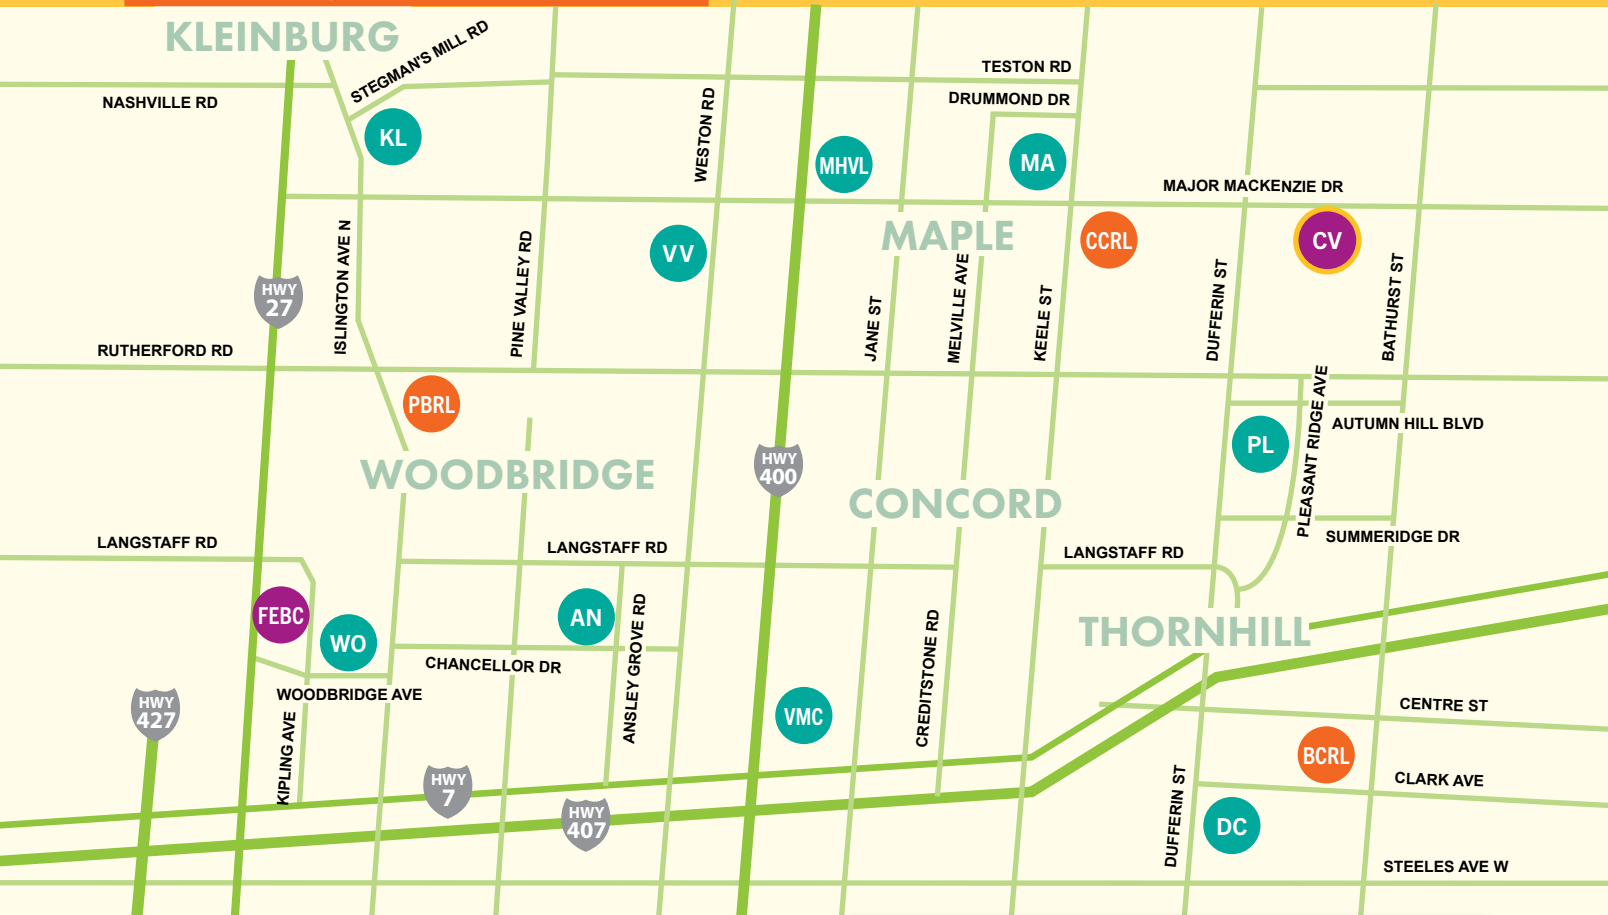 KLEINBURG
STEGMAN'S MILL RD
TESTON RD
NASHVILLE RD
DRUMMOND DR
WESTON RD
KL
MHVL
MA
MAJOR MACKENZIE DR
MAPLE
CCRL
CV
VV
ISLINGTON AVE N
PINE VALLEY RD
HWY
27
JANE ST
MELVILLE AVE
KEELE ST
DUFFERIN ST
BATHURST ST
RUTHERFORD RD
PBRL
PLEASANT RIDGE AVE
AUTUMN HILL BLVD
PL
WOODBRIDGE
HWY
400
CONCORD
SUMMERIDGE DR
LANGSTAFF RD
LANGSTAFF RD
LANGSTAFF RD
FEBC
WO
AN
ANSLEY GROVE RD
CREDITSTONE RD
THORNHILL
CHANCELLOR DR
WOODBRIDGE AVE
HWY
427
KIPLING AVE
VMC
CENTRE ST
BCRL
CLARK AVE
HWY
7
HWY
407
DUFFERIN ST
DC
STEELES AVE W